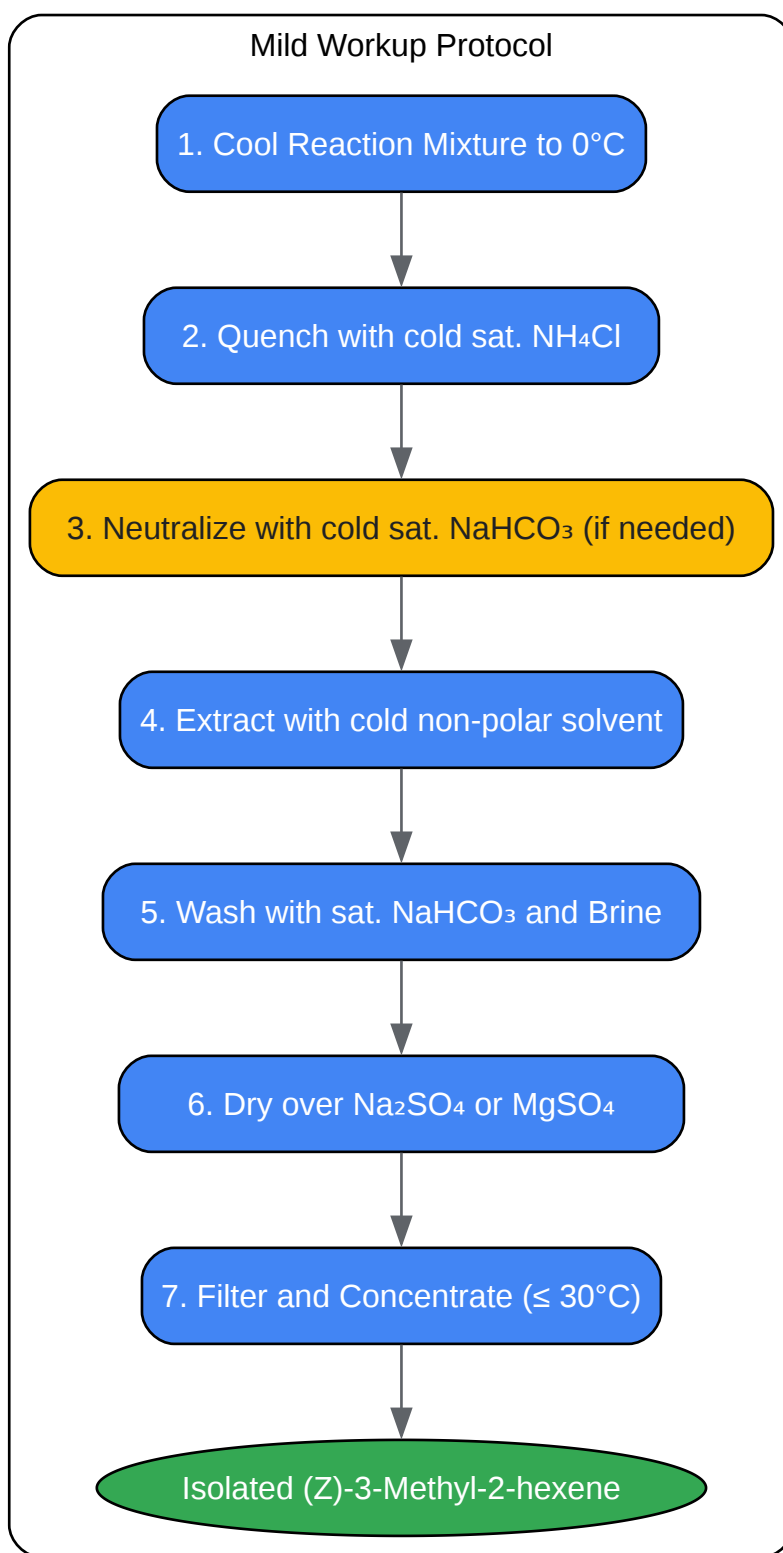 Mild Workup Protocol
1. Cool Reaction Mixture to 0°C
2. Quench with cold sat. NH₄Cl
3. Neutralize with cold sat. NaHCO₃ (if needed)
4. Extract with cold non-polar solvent
5. Wash with sat. NaHCO₃ and Brine
6. Dry over Na₂SO₄ or MgSO₄
7. Filter and Concentrate (≤ 30°C)
Isolated (Z)-3-Methyl-2-hexene